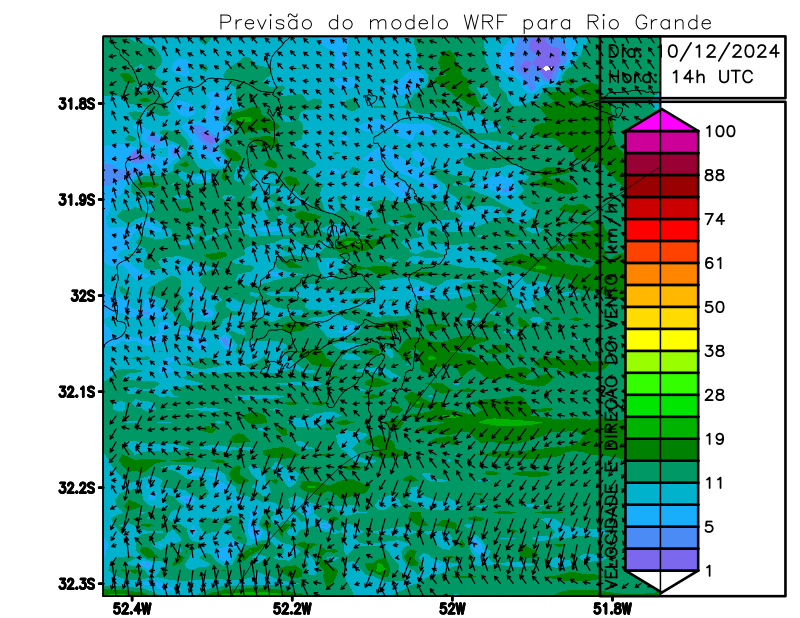 Previsão do modelo WRF para Rio Grande
Dia: 10/12/2024
Hora: 14h UTC
31.8S
31.9S
32S
32.1S
32.2S
32.3S
52.4W
52.2W
52W
51.8W
VELOCIDADE E DIREÇÃO DO VENTO (km/h)
100
88
74
61
50
38
28
19
11
5
1